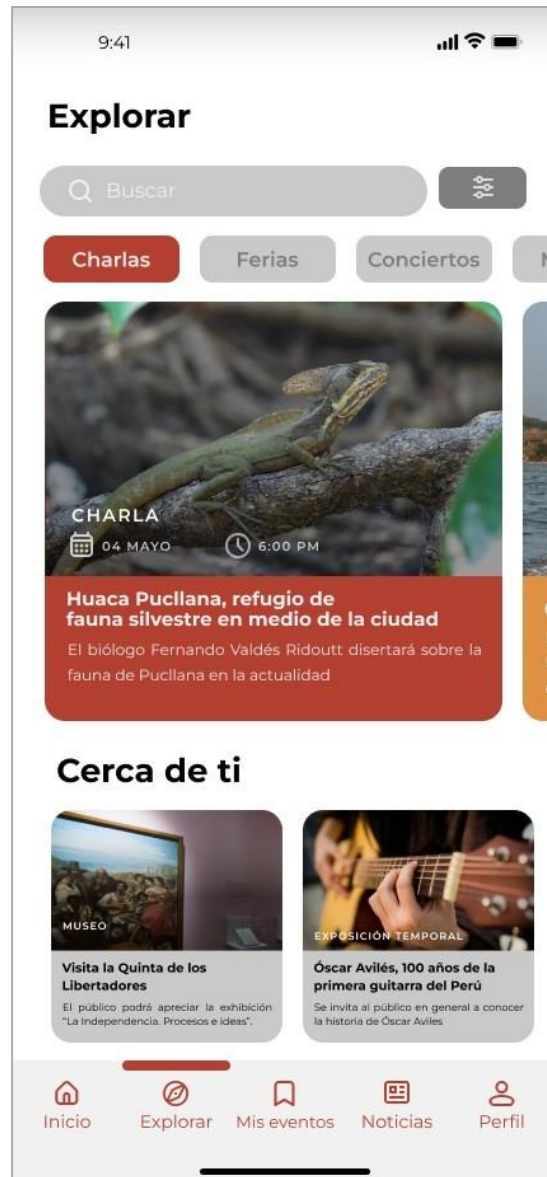 9:41
Explorar
Buscar
Charlas
Ferias
Conciertos
CHARLA
04 MAYO
6:00 PM
Huaca Pucllana, refugio de
fauna silvestre en medio de la ciudad
El biólogo Fernando Valdés Ridoutt disertará sobre la
fauna de Pucllana en la actualidad
Cerca de ti
MUSEO
Visita la Quinta de los
Libertadores
El público podrá apreciar la exhibición
"La Independencia. Procesos e ideas".
EXPOSICIÓN TEMPORAL
Óscar Avilés, 100 años de la
primera guitarra del Perú
Se invita al público en general a conocer
la historia de Óscar Aviles
Inicio
Explorar
Mis eventos
Noticias
Perfil